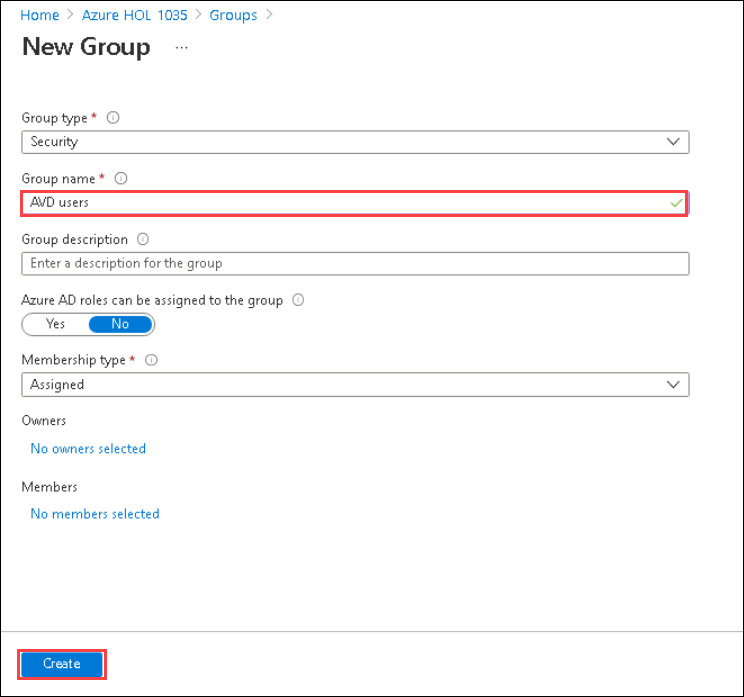 Home > Azure HOL 1035 > Groups >
New Group ...
Group type *
Security
Group name *
AVD users
Group description
Enter a description for the group
Azure AD roles can be assigned to the group
Yes No
Membership type *
Assigned
Owners
No owners selected
Members
No members selected
Create